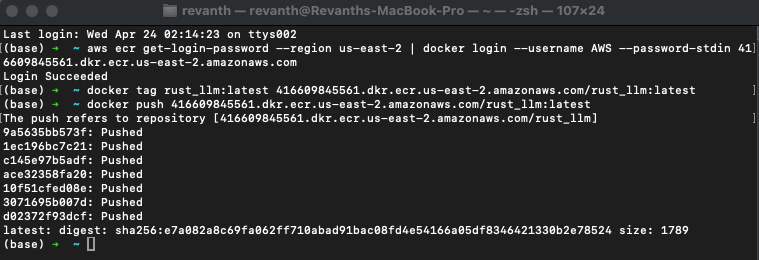 revanth — revanth@Revanths-MacBook-Pro — ~ — -zsh — 107×24
Last login: Wed Apr 24 02:14:23 on ttys002
[(base) ➜  ~ aws ecr get-login-password --region us-east-2 | docker login --username AWS --password-stdin 41]
6609845561.dkr.ecr.us-east-2.amazonaws.com
Login Succeeded
[(base) ➜  ~ docker tag rust_llm:latest 416609845561.dkr.ecr.us-east-2.amazonaws.com/rust_llm:latest ]
(base) ➜  ~ docker push 416609845561.dkr.ecr.us-east-2.amazonaws.com/rust_llm:latest
[The push refers to repository [416609845561.dkr.ecr.us-east-2.amazonaws.com/rust_llm] ]
9a5635bb573f: Pushed
1ec196bc7c21: Pushed
c145e97b5adf: Pushed
ace32358fa20: Pushed
10f51cfed08e: Pushed
3071695b007d: Pushed
d02372f93dcf: Pushed
latest: digest: sha256:e7a082a8c69fa062ff710abad91bac08fd4e54166a05df8346421330b2e78524 size: 1789
(base) ➜  ~